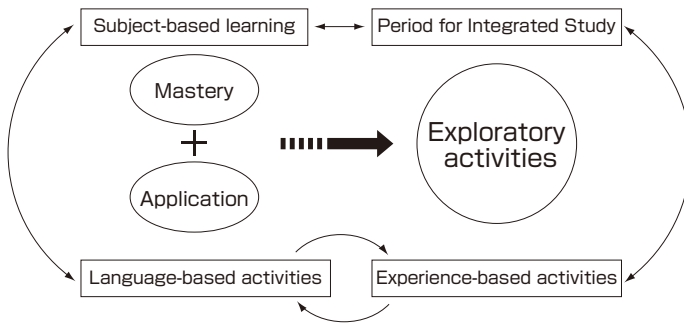 Subject-based learning
Period for Integrated Study
Mastery
+
Application
Exploratory
activities
Language-based activities
Experience-based activities